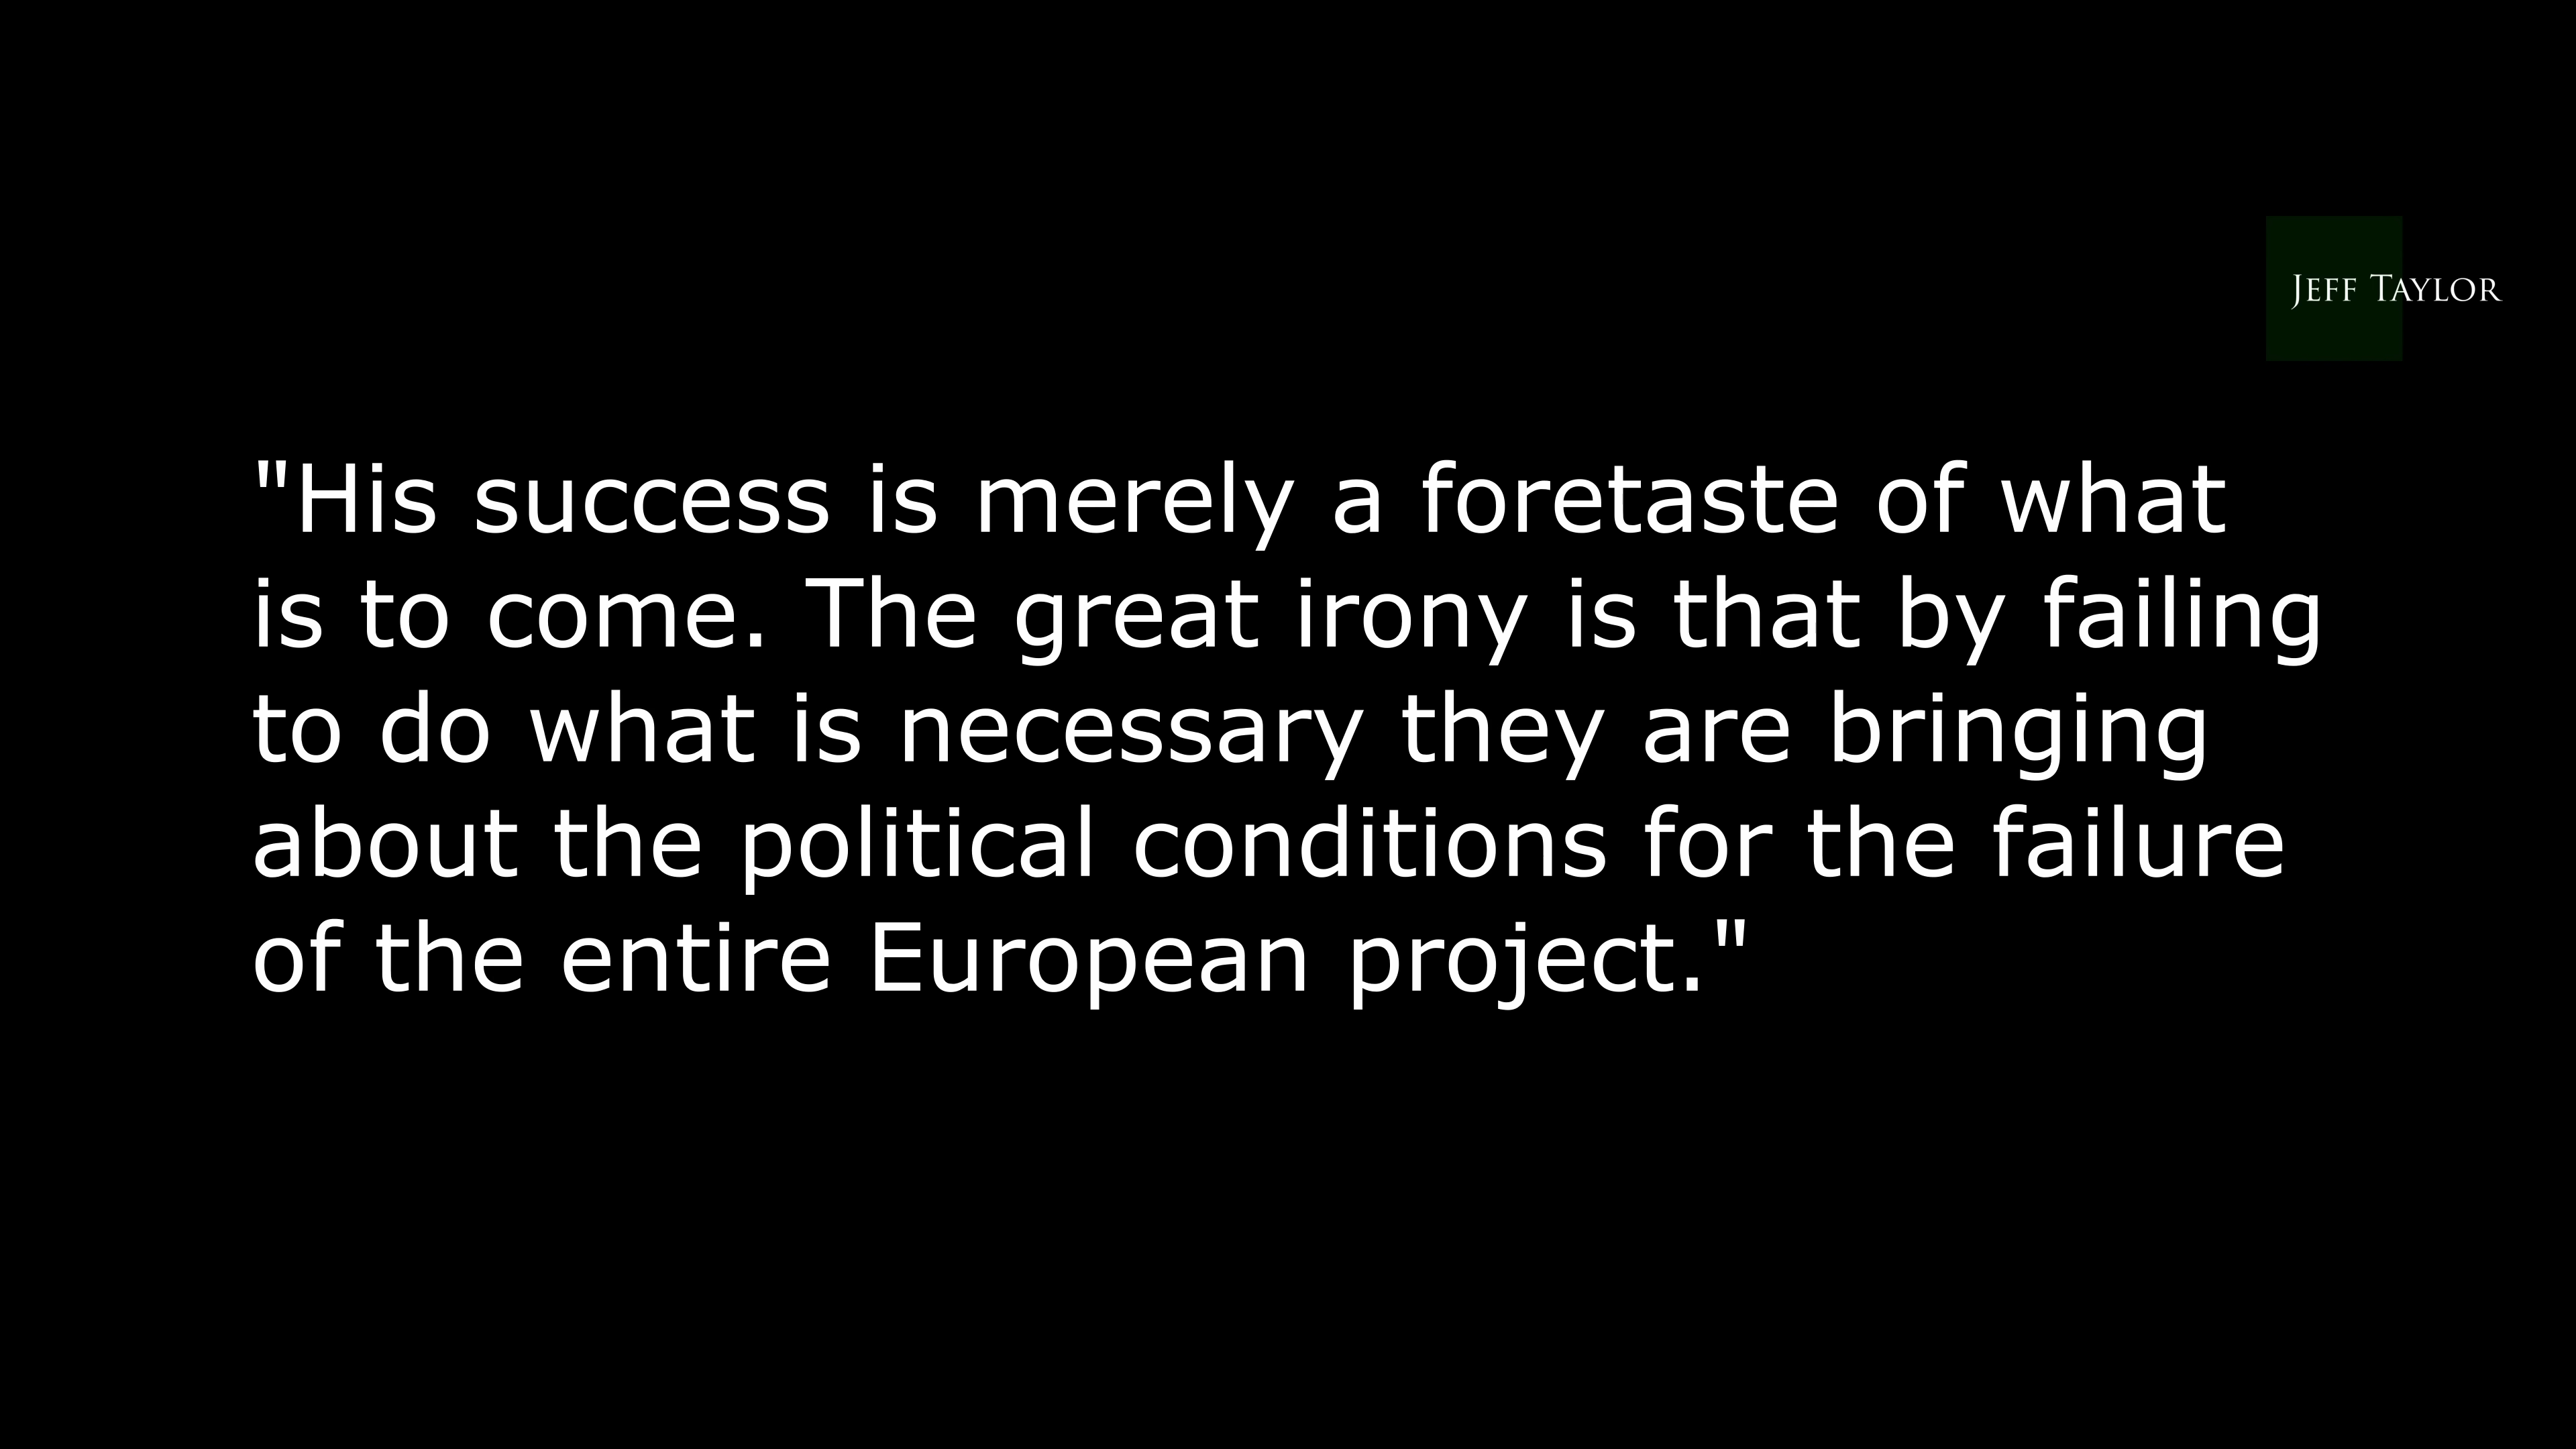 JEFF TAYLOR
"His success is merely a foretaste of what
is to come. The great irony is that by failing
to do what is necessary they are bringing
about the political conditions for the failure
of the entire European project."